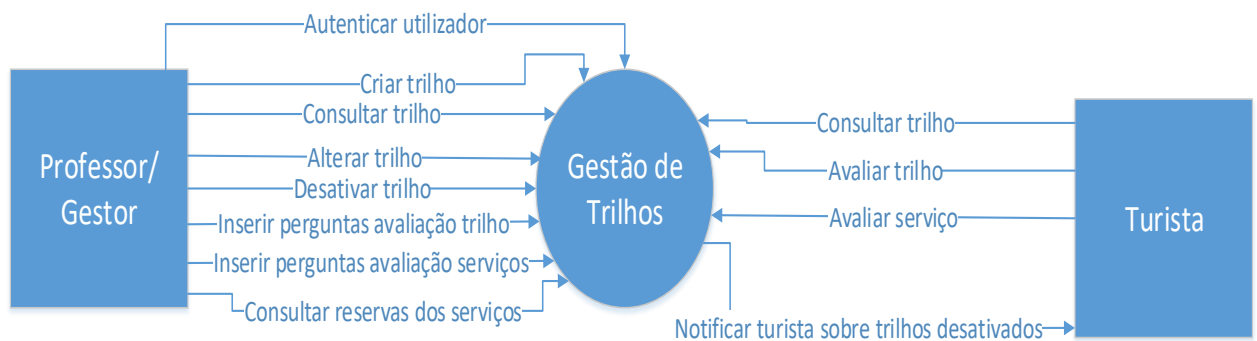 Autenticar utilizador
Criar trilho
Consultar trilho
Alterar trilho
Desativar trilho
Inserir perguntas avaliação trilho
Inserir perguntas avaliação serviços
Consultar reservas dos serviços
Professor/
Gestor
Gestão de
Trilhos
Consultar trilho
Avaliar trilho
Avaliar serviço
Notificar turista sobre trilhos desativados
Turista